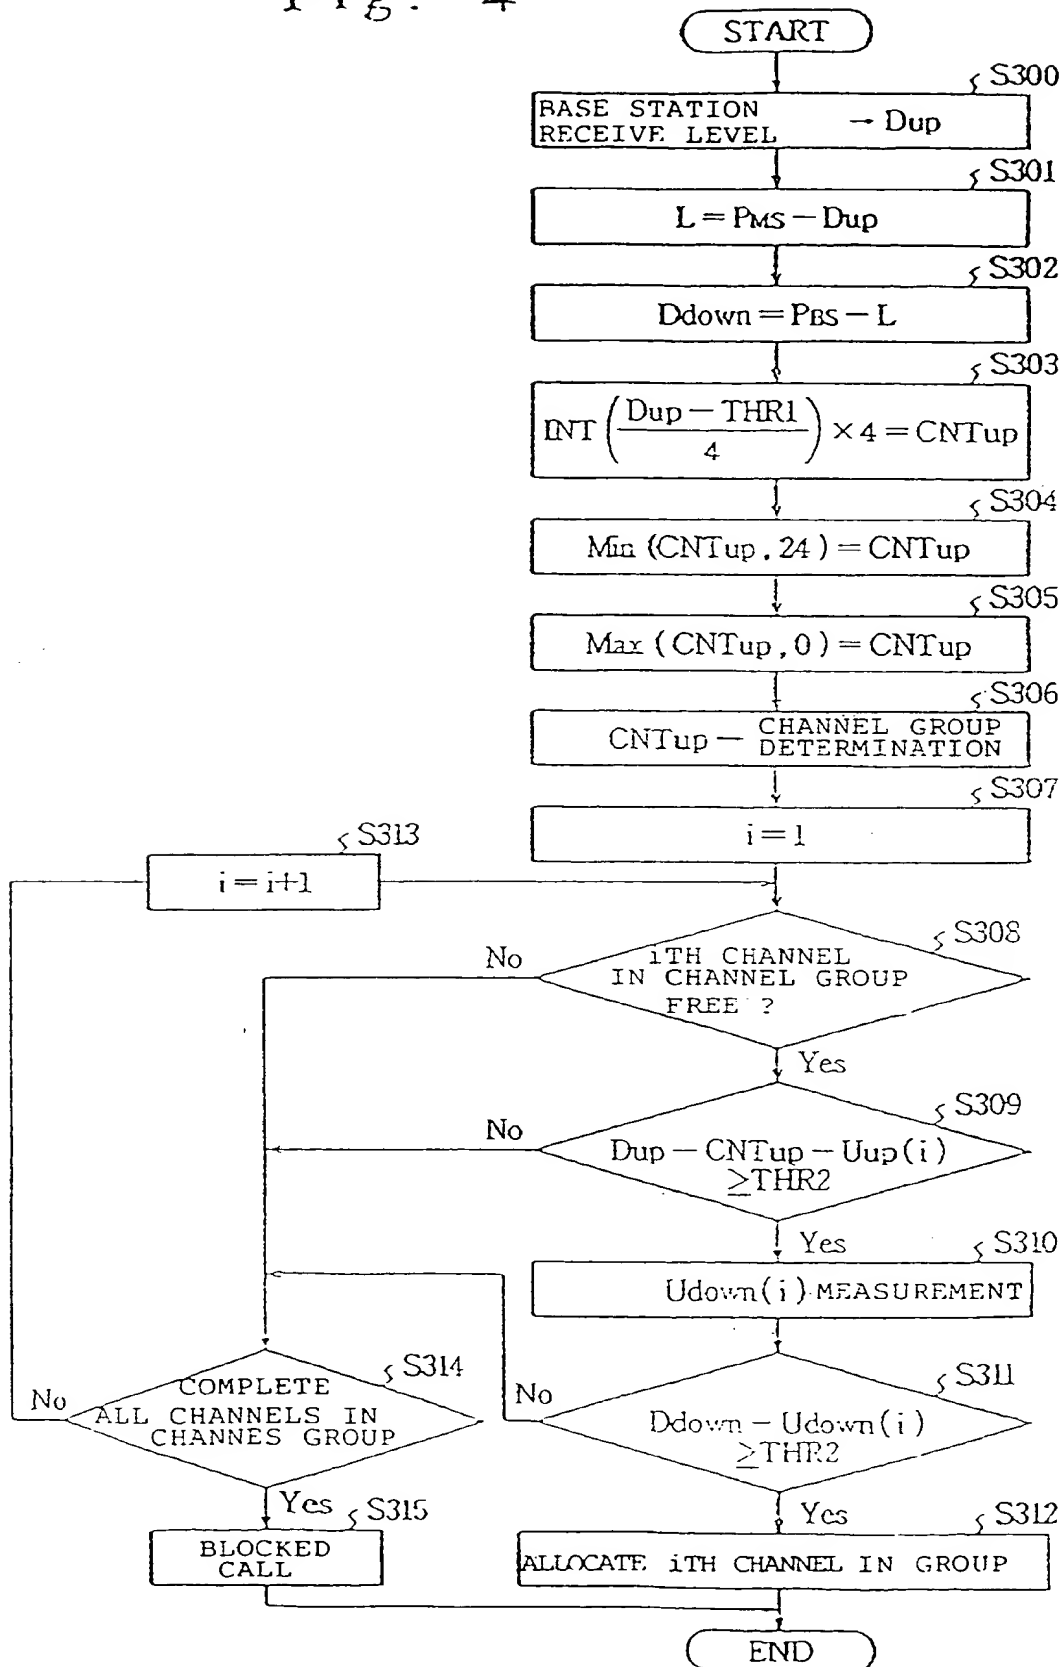 Fig. 4
START
S300
BASE STATION
RECEIVE LEVEL → Dup
S301
L = PMS − Dup
S302
Ddown = PBS − L
S303
INT ( Dup − THR1 / 4 ) × 4 = CNTup
S304
Min (CNTup, 24) = CNTup
S305
Max (CNTup, 0) = CNTup
S306
CNTup − CHANNEL GROUP
DETERMINATION
S307
i = 1
S313
i = i+1
S308
iTH CHANNEL
IN CHANNEL GROUP
FREE ?
No
Yes
S309
Dup − CNTup − Uup(i)
≥THR2
No
Yes
S310
Udown(i) MEASUREMENT
S311
Ddown − Udown(i)
≥THR2
No
Yes
S314
COMPLETE
ALL CHANNELS IN
CHANNES GROUP
No
Yes
S315
BLOCKED
CALL
S312
ALLOCATE iTH CHANNEL IN GROUP
END